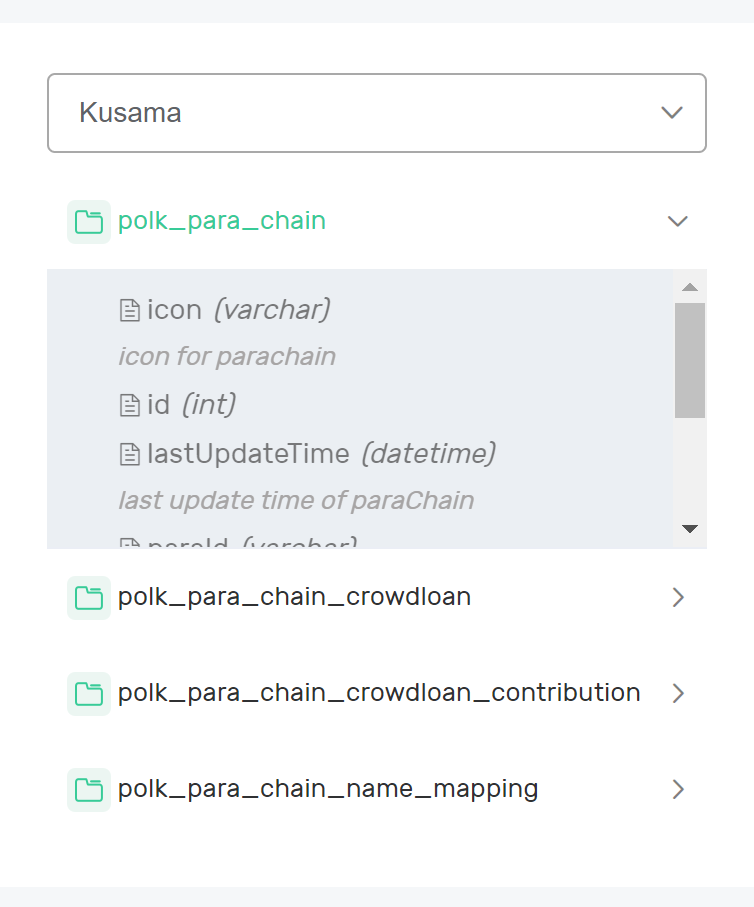 Kusama
polk_para_chain
icon (varchar)
icon for parachain
id (int)
lastUpdateTime (datetime)
last update time of paraChain
polk_para_chain_crowdloan
polk_para_chain_crowdloan_contribution
polk_para_chain_name_mapping